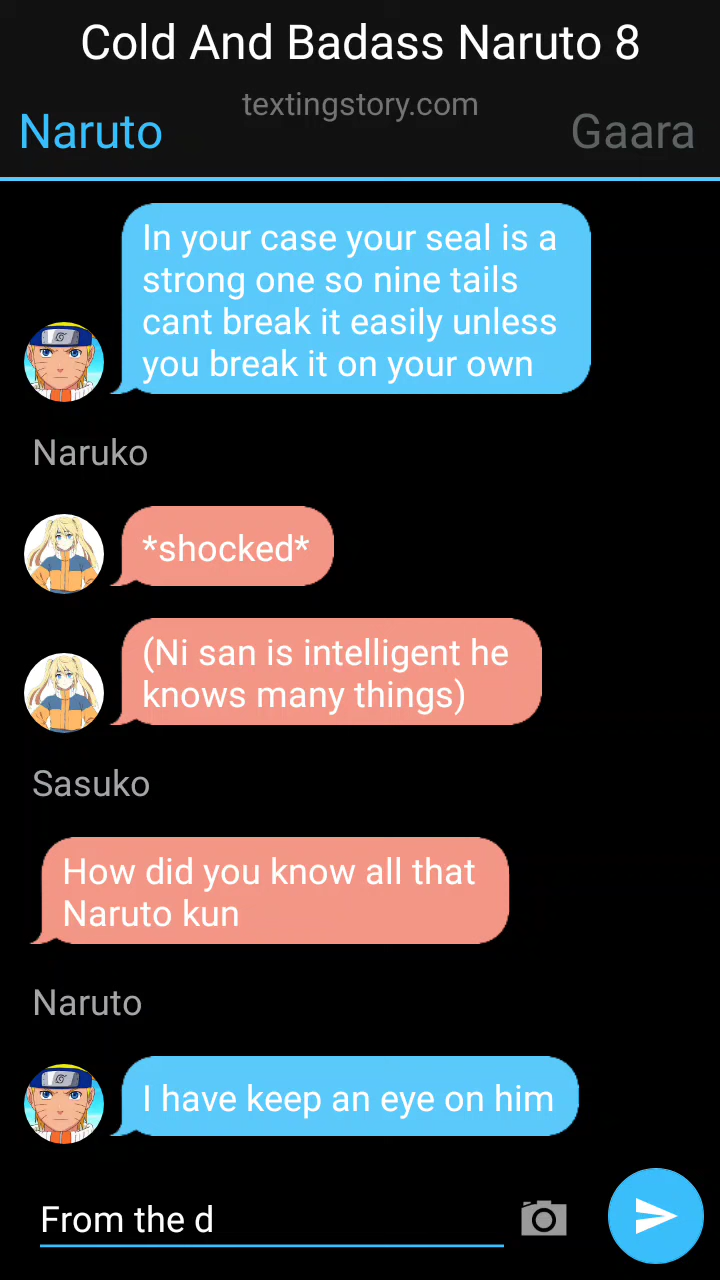 Cold And Badass Naruto 8
textingstory.com
Naruto
Gaara
In your case your seal is a
strong one so nine tails
cant break it easily unless
you break it on your own
Naruko
*shocked*
(Ni san is intelligent he
knows many things)
Sasuko
How did you know all that
Naruto kun
Naruto
I have keep an eye on him
From the d